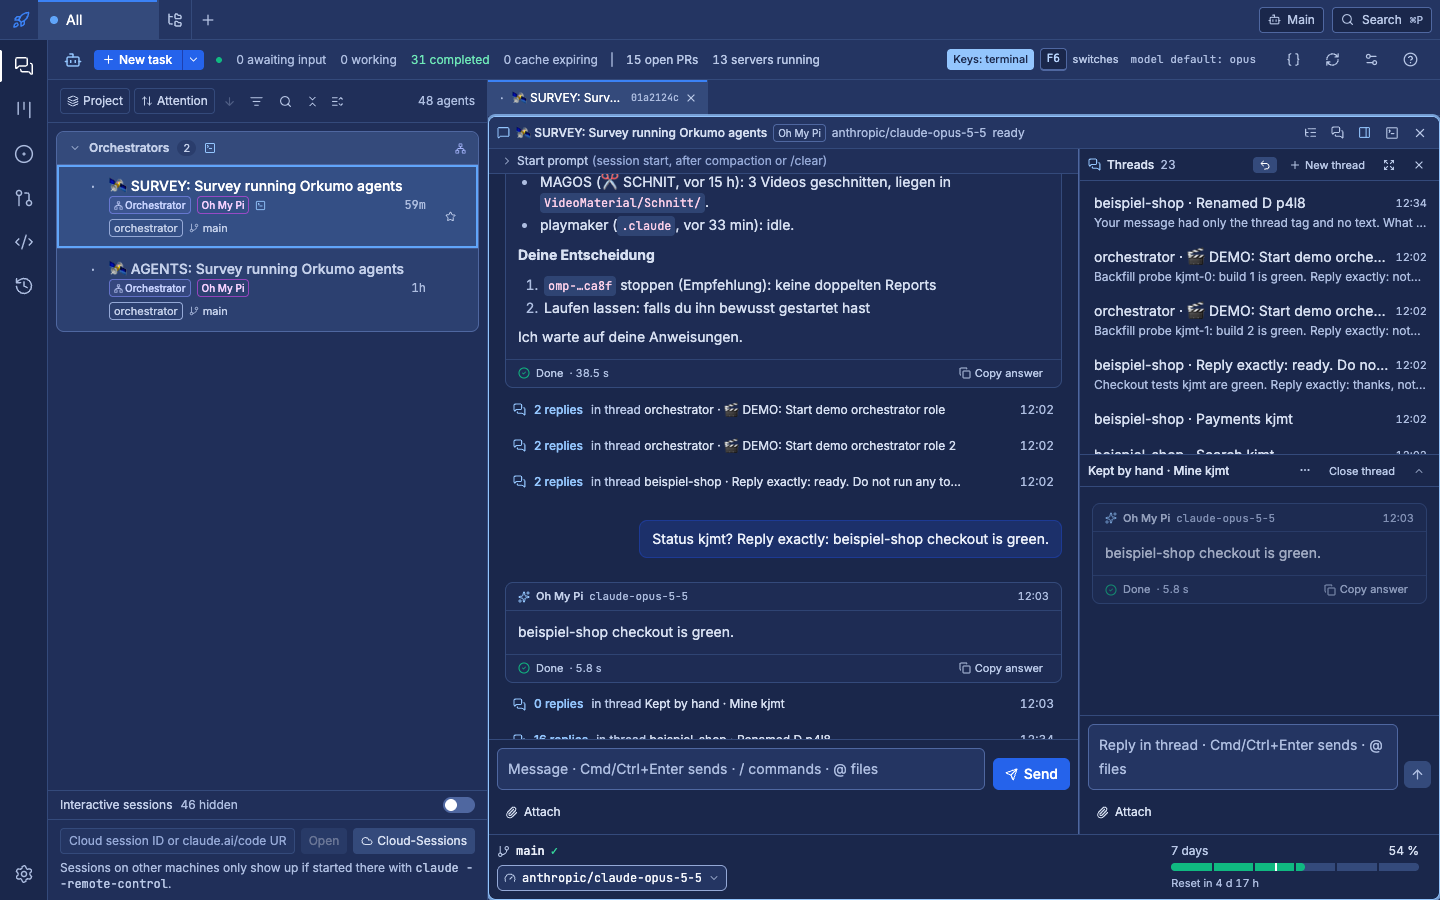 All
Main
Search ⌘P
New task
0 awaiting input
0 working
31 completed
0 cache expiring
15 open PRs
13 servers running
Keys: terminal
F6
switches
model default: opus
Project
Attention
48 agents
Orchestrators 2
SURVEY: Survey running Orkumo agents
Orchestrator
Oh My Pi
59m
orchestrator
main
AGENTS: Survey running Orkumo agents
Orchestrator
Oh My Pi
1h
orchestrator
main
Interactive sessions 46 hidden
Cloud session ID or claude.ai/code UR
Open
Cloud-Sessions
Sessions on other machines only show up if started there with claude -
-remote-control.
SURVEY: Surv... 01a2124c
SURVEY: Survey running Orkumo agents Oh My Pi anthropic/claude-opus-5-5 ready
Start prompt (session start, after compaction or /clear)
MAGOS (✂️ SCHNIT, vor 15 h): 3 Videos geschnitten, liegen in
VideoMaterial/Schnitt/.
playmaker (.claude, vor 33 min): idle.
Deine Entscheidung
1. omp-…ca8f stoppen (Empfehlung): keine doppelten Reports
2. Laufen lassen: falls du ihn bewusst gestartet hast
Ich warte auf deine Anweisungen.
Done · 38.5 s
Copy answer
2 replies in thread orchestrator · 🎬 DEMO: Start demo orchestrator role 12:02
2 replies in thread orchestrator · 🎬 DEMO: Start demo orchestrator role 2 12:02
2 replies in thread beispiel-shop · Reply exactly: ready. Do not run any to... 12:02
Status kjmt? Reply exactly: beispiel-shop checkout is green.
Oh My Pi claude-opus-5-5 12:03
beispiel-shop checkout is green.
Done · 5.8 s
Copy answer
0 replies in thread Kept by hand · Mine kjmt 12:03
16 replies in thread beispiel-shop · Renamed D p4l8 12:34
Message · Cmd/Ctrl+Enter sends · / commands · @ files
Send
Attach
main ✓
anthropic/claude-opus-5-5
Threads 23
New thread
beispiel-shop · Renamed D p4l8 12:34
Your message had only the thread tag and no text. What ...
orchestrator · 🎬 DEMO: Start demo orche... 12:02
Backfill probe kjmt-0: build 1 is green. Reply exactly: not...
orchestrator · 🎬 DEMO: Start demo orche... 12:02
Backfill probe kjmt-1: build 2 is green. Reply exactly: not...
beispiel-shop · Reply exactly: ready. Do no... 12:02
Checkout tests kjmt are green. Reply exactly: thanks, not...
beispiel-shop · Payments kjmt 12:02
beispiel-shop · Search kjmt 12:02
Kept by hand · Mine kjmt
Close thread
Oh My Pi claude-opus-5-5 12:03
beispiel-shop checkout is green.
Done · 5.8 s
Copy answer
Reply in thread · Cmd/Ctrl+Enter sends · @
files
Attach
7 days 54 %
Reset in 4 d 17 h